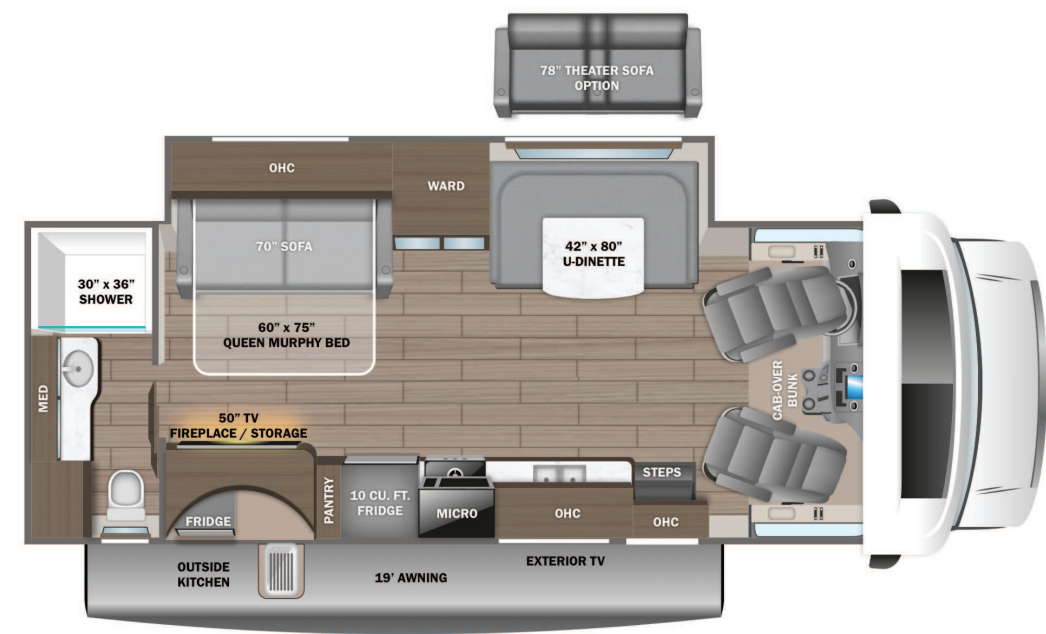 78” THEATER SOFA
OPTION
OHC
WARD
70” SOFA
42” x 80”
U-DINETTE
30” x 36”
SHOWER
60” x 75”
QUEEN MURPHY BED
MED
CAB-OVER
BUNK
50” TV
FIREPLACE / STORAGE
STEPS
PANTRY
10 CU. FT.
FRIDGE
MICRO
OHC
OHC
FRIDGE
OUTSIDE
KITCHEN
19’ AWNING
EXTERIOR TV